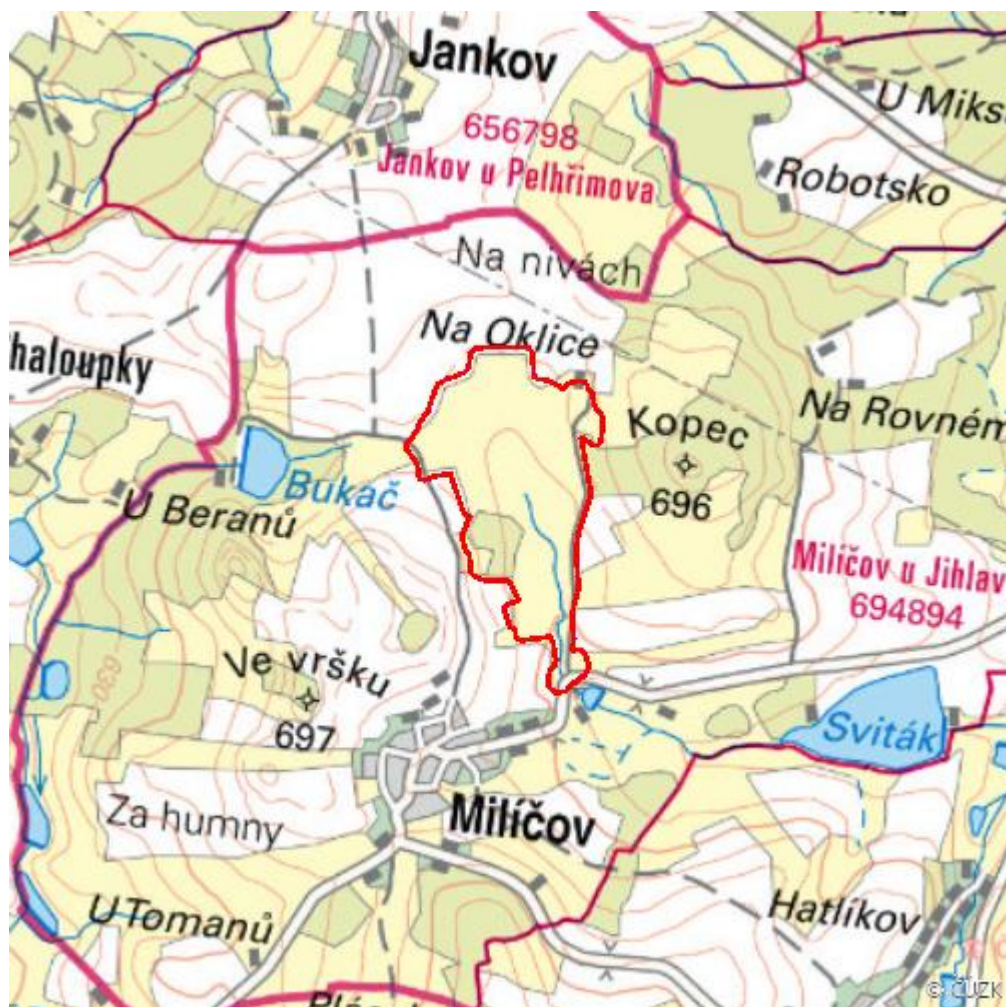 Jankov
U Miks
656798
Jankov u Pelhřimova
Robotsko
Na nivách
Na Oklice
haloupky
Kopec
Na Rovném
696
Bukač
U Beranů
Milíčov u Jihlav
694894
Ve vršku
697
630
Sviták
Za humny
Milíčov
U Tomanů
Hatlíkov
© ČÚZK